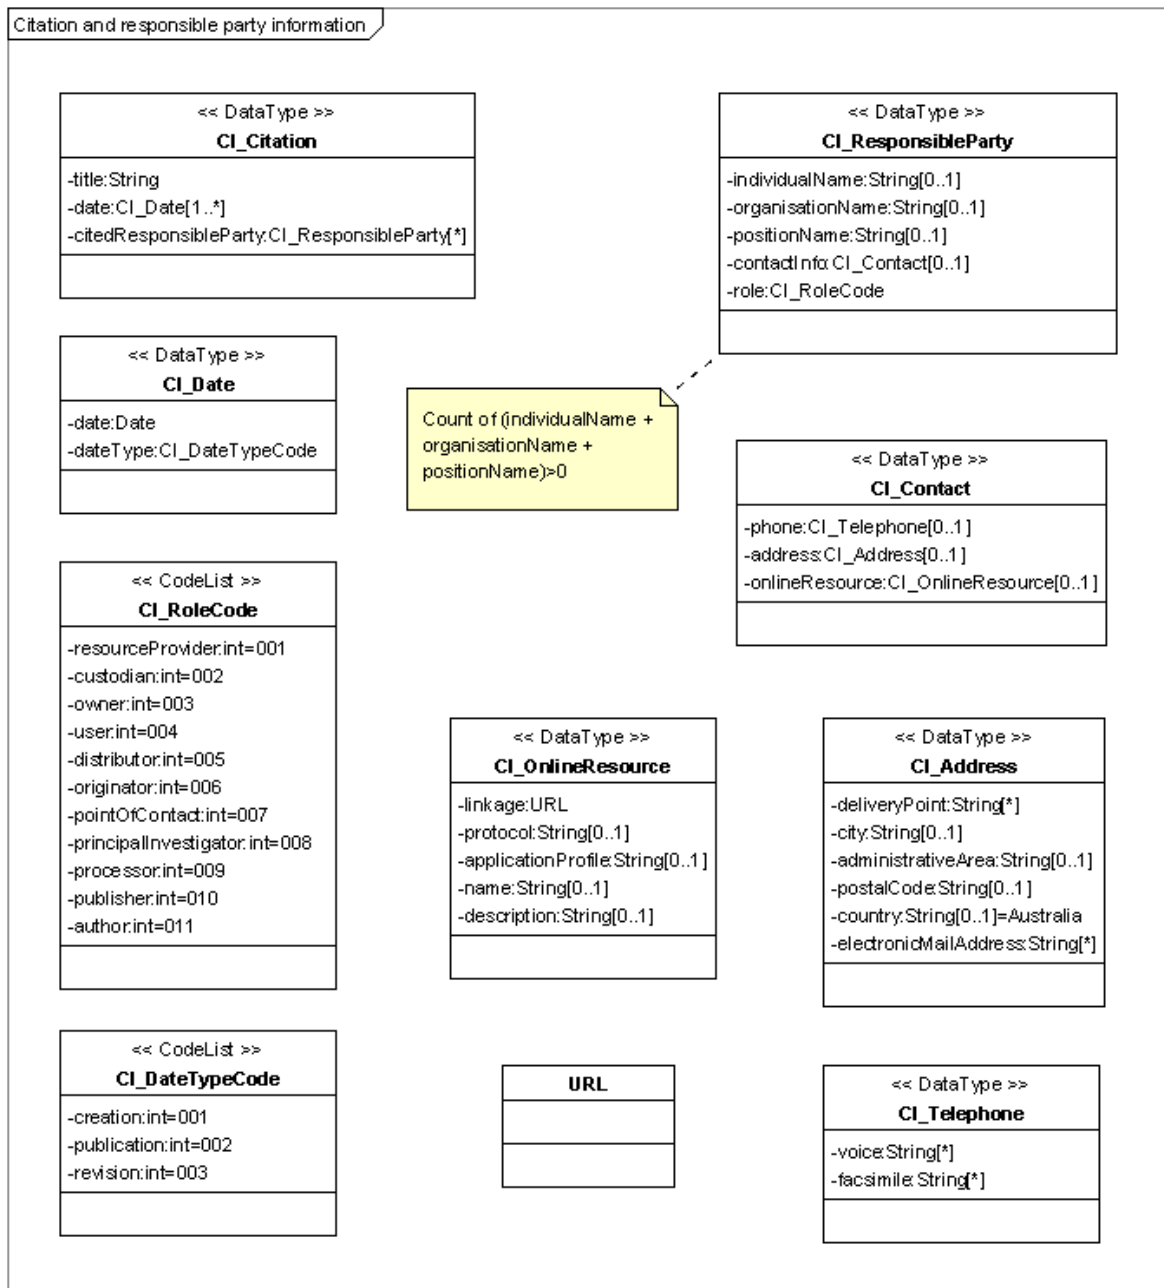 Citation and responsible party information
<< DataType >>
CI_Citation
-title:String
-date:CI_Date[1..*]
-citedResponsibleParty:CI_ResponsibleParty[*]
<< DataType >>
CI_ResponsibleParty
-individualName:String[0..1]
-organisationName:String[0..1]
-positionName:String[0..1]
-contactInfo:CI_Contact[0..1]
-role:CI_RoleCode
<< DataType >>
CI_Date
-date:Date
-dateType:CI_DateTypeCode
Count of (individualName +
organisationName +
positionName)>0
<< DataType >>
CI_Contact
-phone:CI_Telephone[0..1]
-address:CI_Address[0..1]
-onlineResource:CI_OnlineResource[0..1]
<< CodeList >>
CI_RoleCode
-resourceProvider:int=001
-custodian:int=002
-owner:int=003
-user:int=004
-distributor:int=005
-originator:int=006
-pointOfContact:int=007
-principalInvestigator:int=008
-processor:int=009
-publisher:int=010
-author:int=011
<< DataType >>
CI_OnlineResource
-linkage:URL
-protocol:String[0..1]
-applicationProfile:String[0..1]
-name:String[0..1]
-description:String[0..1]
<< DataType >>
CI_Address
-deliveryPoint:String[*]
-city:String[0..1]
-administrativeArea:String[0..1]
-postalCode:String[0..1]
-country:String[0..1]=Australia
-electronicMailAddress:String[*]
<< CodeList >>
CI_DateTypeCode
-creation:int=001
-publication:int=002
-revision:int=003
URL
<< DataType >>
CI_Telephone
-voice:String[*]
-facsimile:String[*]